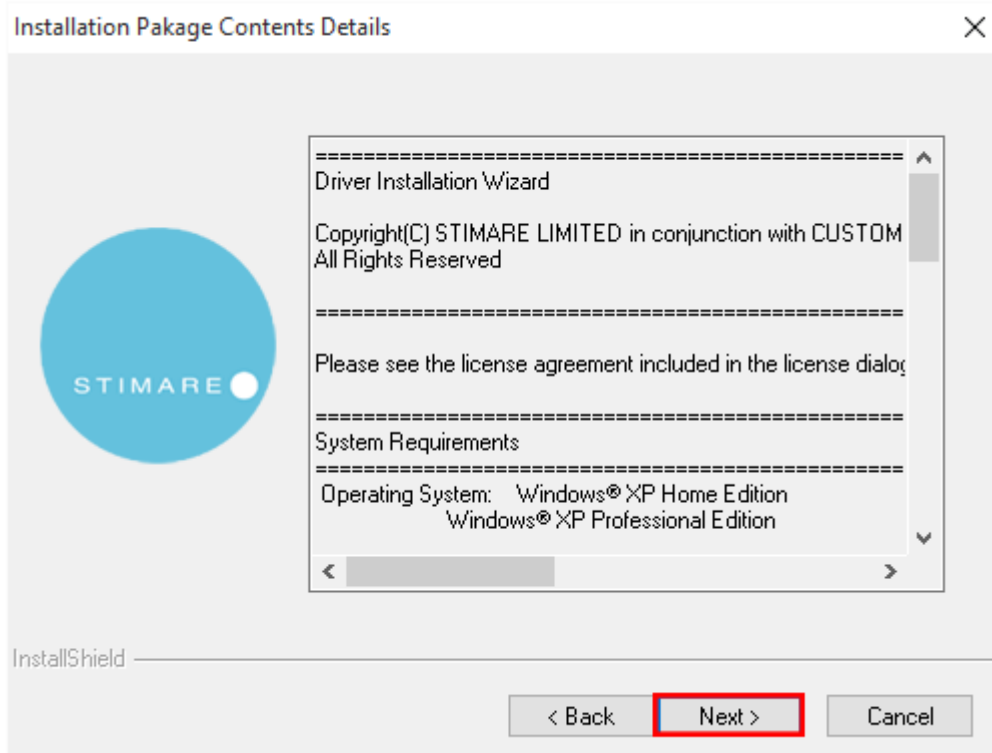 Installation Pakage Contents Details
=================================================
Driver Installation Wizard
Copyright(C) STIMARE LIMITED in conjunction with CUSTOM
All Rights Reserved
=================================================
Please see the license agreement included in the license dialog
=================================================
System Requirements
=================================================
Operating System: Windows® XP Home Edition
Windows® XP Professional Edition
STIMARE
InstallShield
< Back Next > Cancel